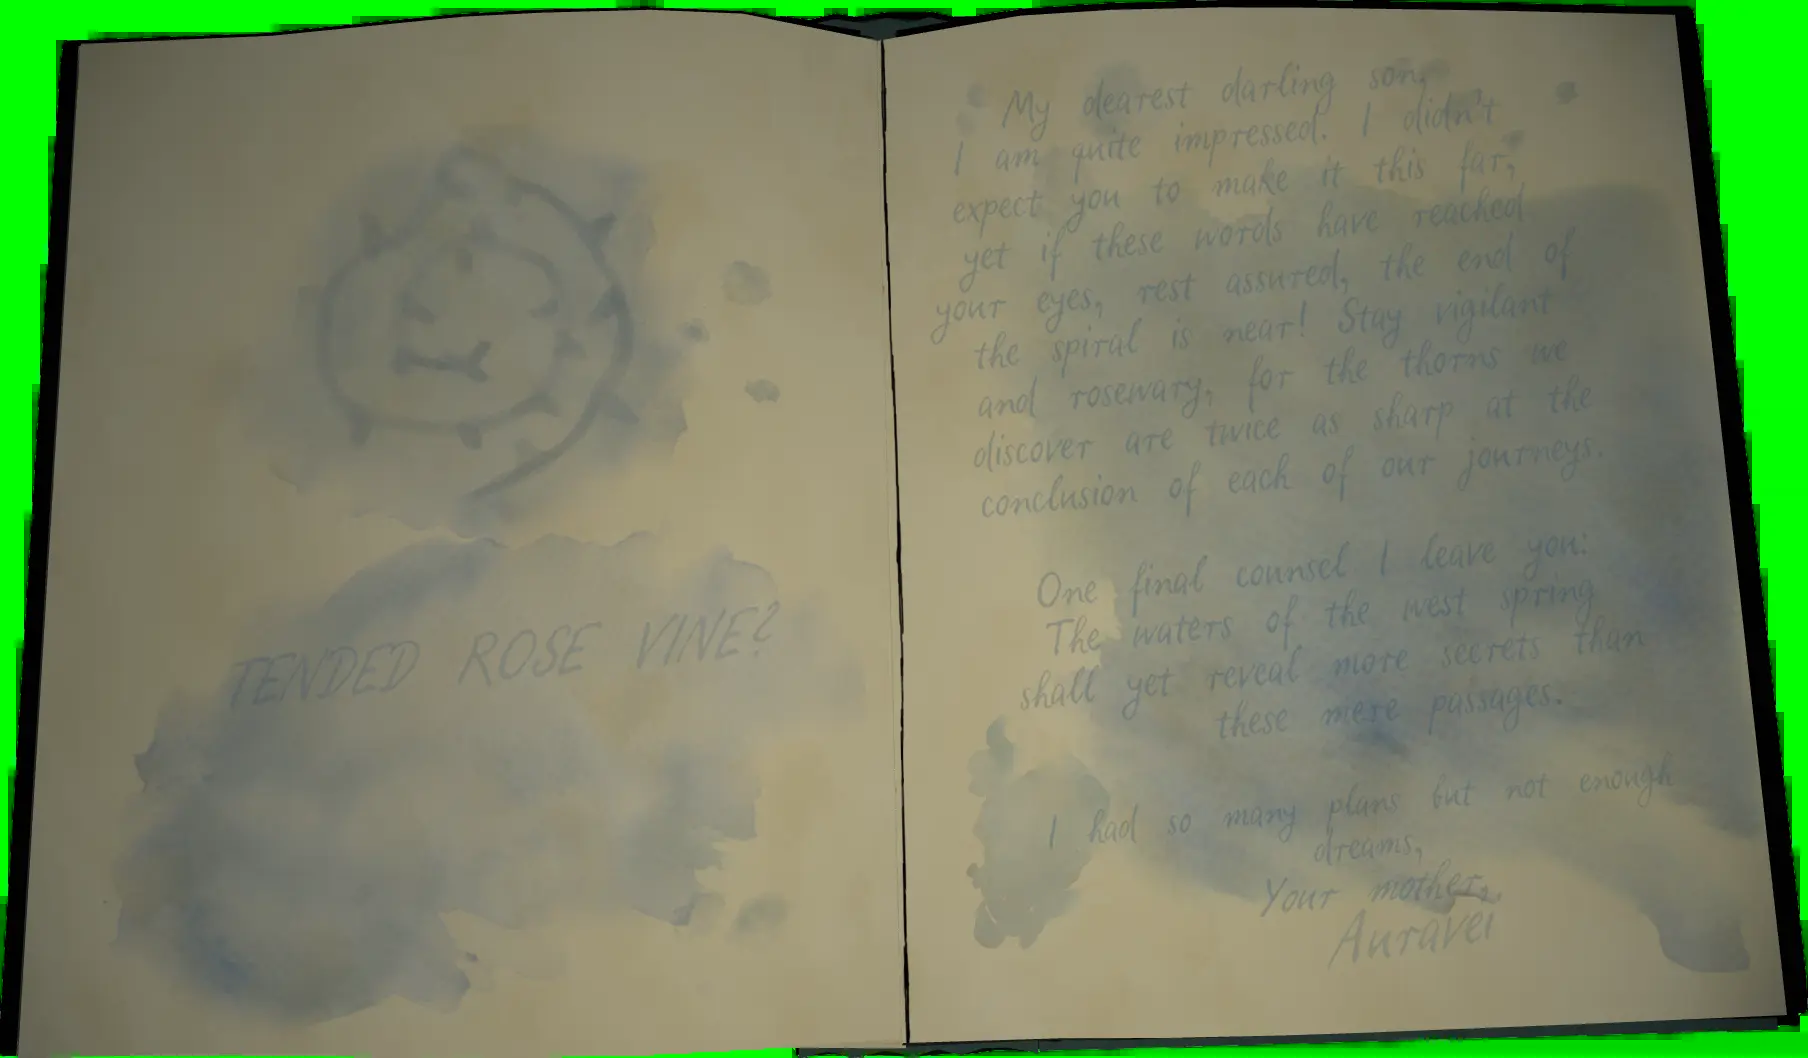 TENDED ROSE VINE?
My dearest darling son,
I am quite impressed. I didn't
expect you to make it this far,
yet if these words have reached
your eyes, rest assured, the end of
the spiral is near! Stay vigilant
and rosewary, for the thorns we
discover are twice as sharp at the
conclusion of each of our journeys.
One final counsel I leave you:
The waters of the west spring
shall yet reveal more secrets than
these mere passages.
I had so many plans but not enough
dreams,
Your mother,
Auravei